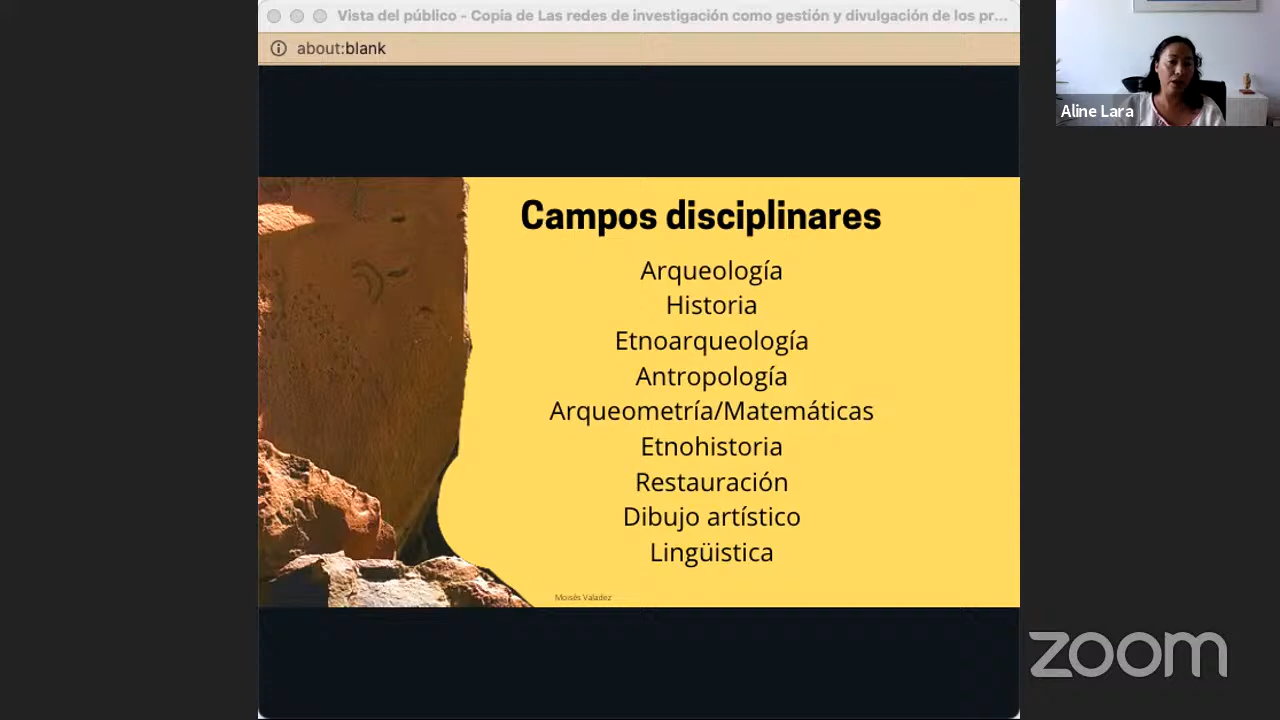 Vista del público - Copia de Las redes de investigación como gestión y divulgación de los pr...
about:blank
Aline Lara
Campos disciplinares
Arqueología
Historia
Etnoarqueología
Antropología
Arqueometría/Matemáticas
Etnohistoria
Restauración
Dibujo artístico
Lingüistica
Moisés Valadez
zoom